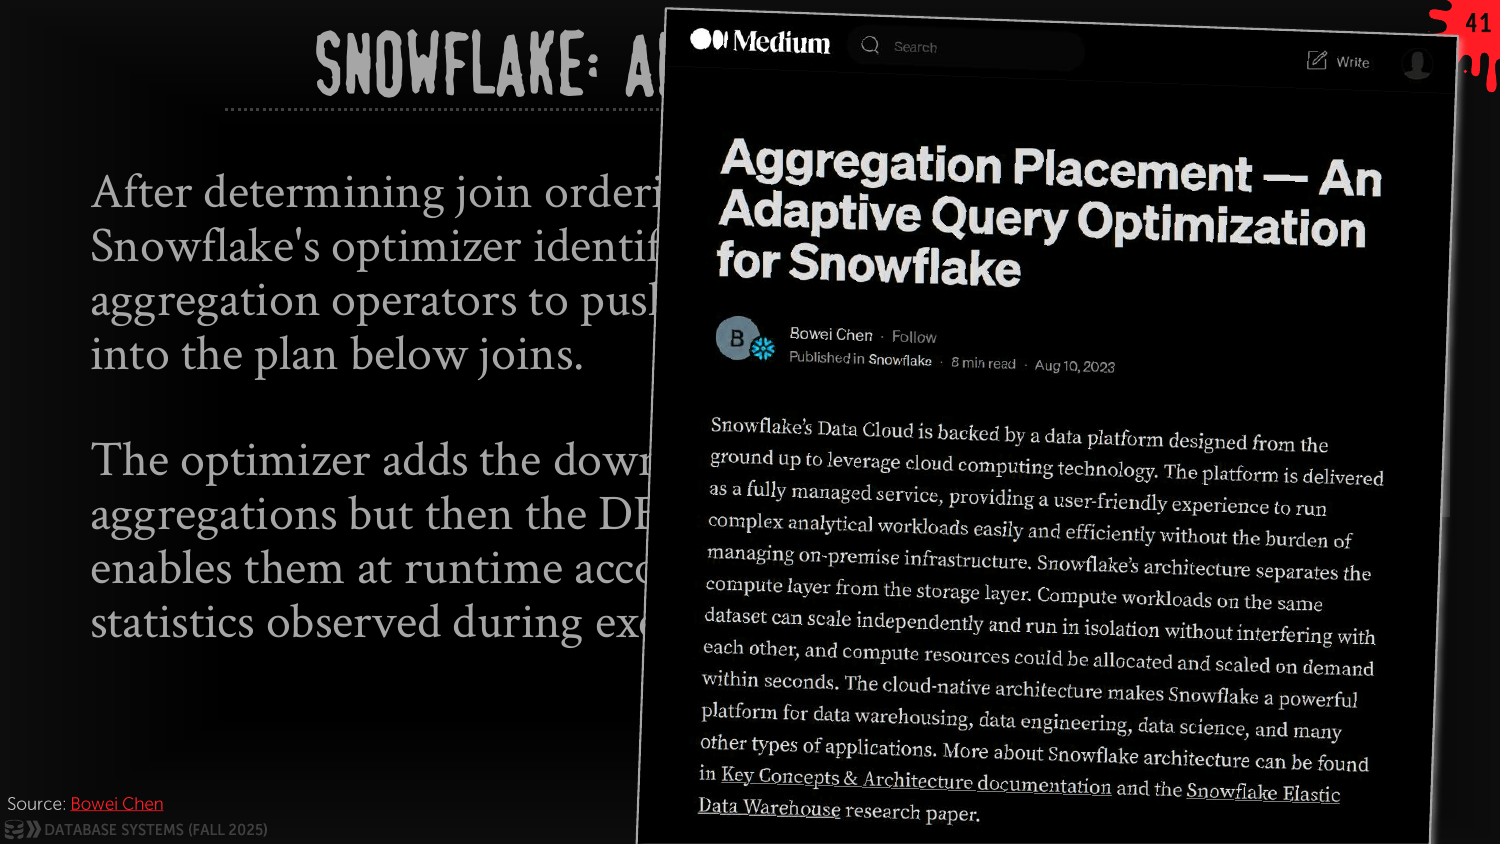 SNOWFLAKE:
41
After determining join
Snowflake's optimizer
aggregation operators to
into the plan below joins.
The optimizer adds the
aggregations but then the
enables them at runtime
statistics observed during
Source: Bowei Chen
DATABASE SYSTEMS (FALL 2025)
Medium
Search
Write
Aggregation Placement — An
Adaptive Query Optimization
for Snowflake
B
Bowei Chen · Follow
Published in Snowflake · 8 min read · Aug 10, 2023
Snowflake’s Data Cloud is backed by a data platform designed from the
ground up to leverage cloud computing technology. The platform is delivered
as a fully managed service, providing a user-friendly experience to run
complex analytical workloads easily and efficiently without the burden of
managing on-premise infrastructure. Snowflake’s architecture separates the
compute layer from the storage layer. Compute workloads on the same
dataset can scale independently and run in isolation without interfering with
each other, and compute resources could be allocated and scaled on demand
within seconds. The cloud-native architecture makes Snowflake a powerful
platform for data warehousing, data engineering, data science, and many
other types of applications. More about Snowflake architecture can be found
in Key Concepts & Architecture documentation and the Snowflake Elastic
Data Warehouse research paper.